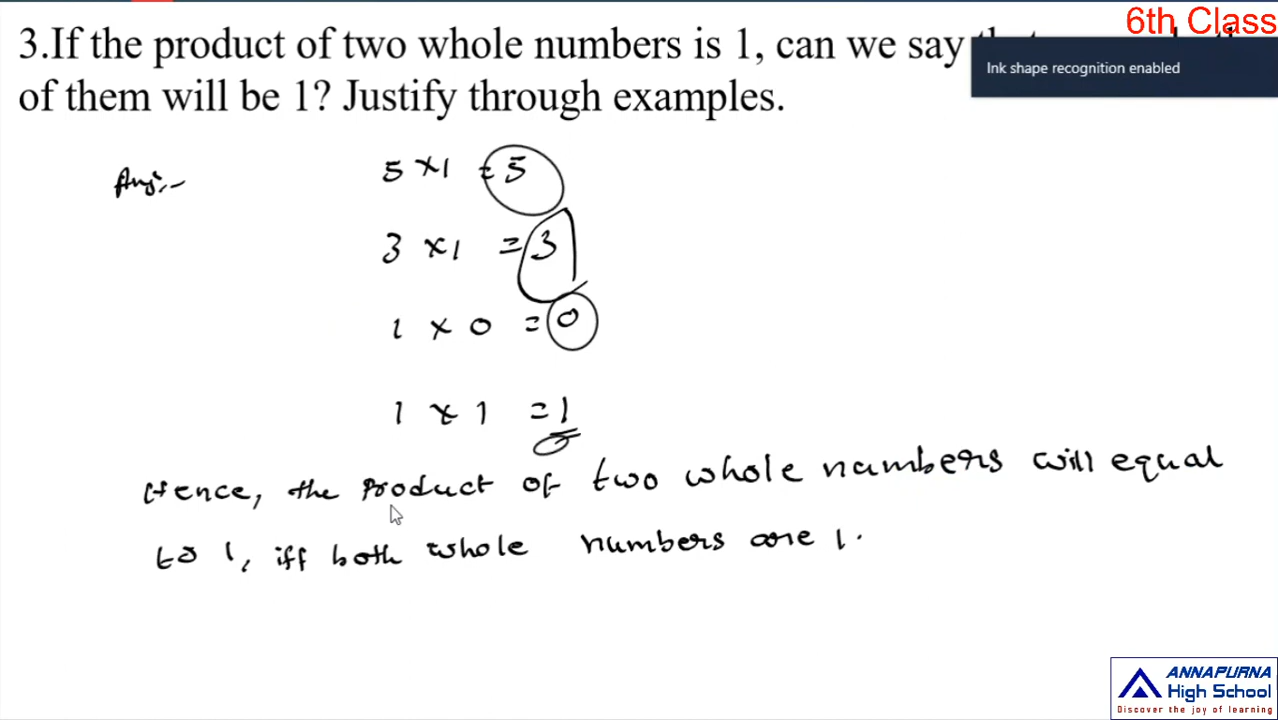 6th Class
3.If the product of two whole numbers is 1, can we say
Ink shape recognition enabled
of them will be 1? Justify through examples.
Ans:-
5 × 1 = 5
3 × 1 = 3
1 × 0 = 0
1 × 1 = 1
Hence, the product of two whole numbers will equal
to 1, iff both whole numbers are 1.
ANNAPURNA
High School
Discover the joy of learning